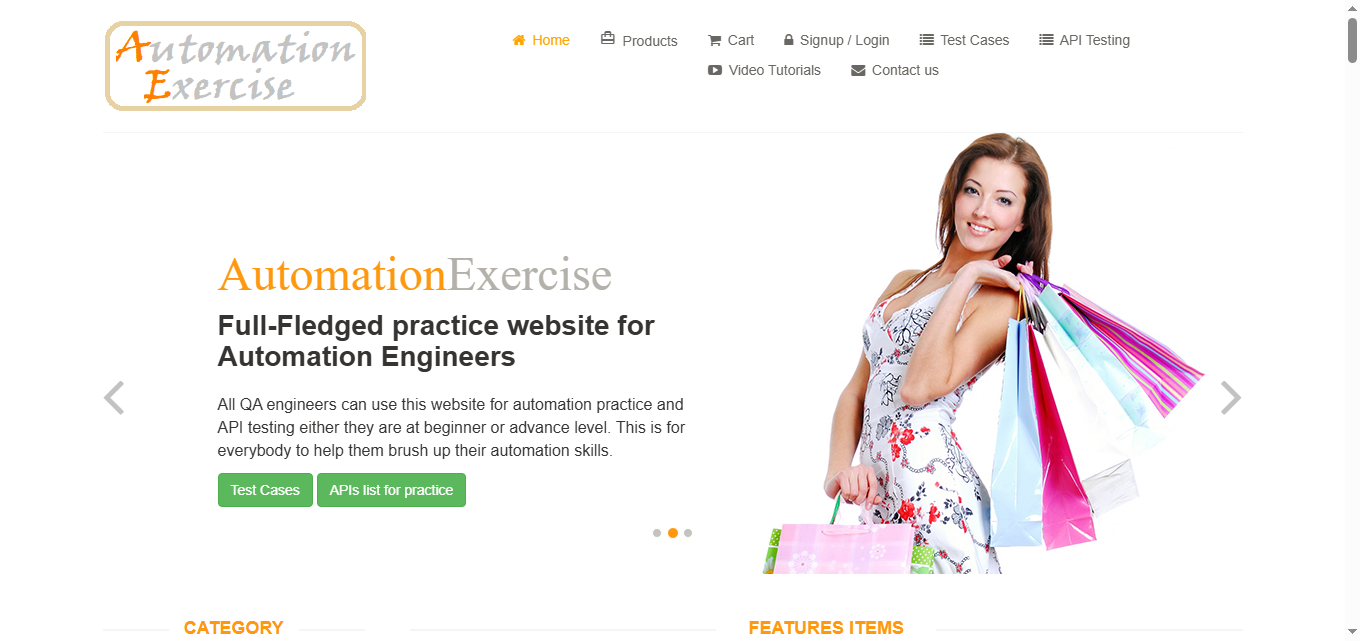 Automation
Exercise
Home
Products
Cart
Signup / Login
Test Cases
API Testing
Video Tutorials
Contact us
AutomationExercise
Full-Fledged practice website for
Automation Engineers
All QA engineers can use this website for automation practice and
API testing either they are at beginner or advance level. This is for
everybody to help them brush up their automation skills.
Test Cases
APIs list for practice
CATEGORY
FEATURES ITEMS